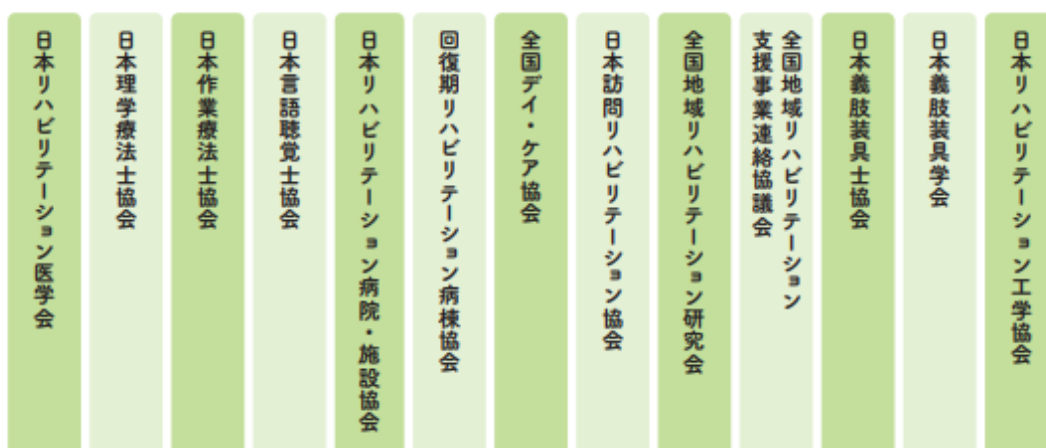 日本リハビリテーション医学会
日本理学療法士協会
日本作業療法士協会
日本言語聴覚士協会
日本リハビリテーション病院・施設協会
回復期リハビリテーション病棟協会
全国デイ・ケア協会
日本訪問リハビリテーション協会
全国地域リハビリテーション研究会
全国地域リハビリテーション
支援事業連絡協議会
日本義肢装具士協会
日本義肢装具学会
日本リハビリテーション工学協会